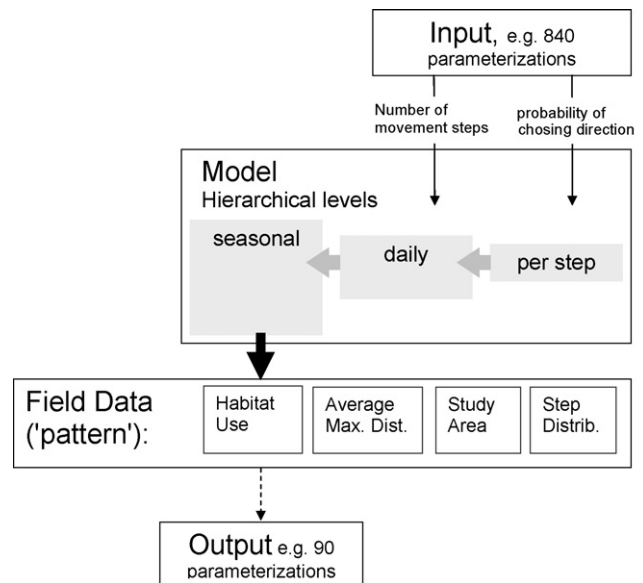 Input, e.g. 840
parameterizations
Number of
movement steps
probability of
chosing direction
Model
Hierarchical levels
seasonal
daily
per step
Field Data
('pattern'):
Habitat
Use
Average
Max. Dist.
Study
Area
Step
Distrib.
Output e.g. 90
parameterizations